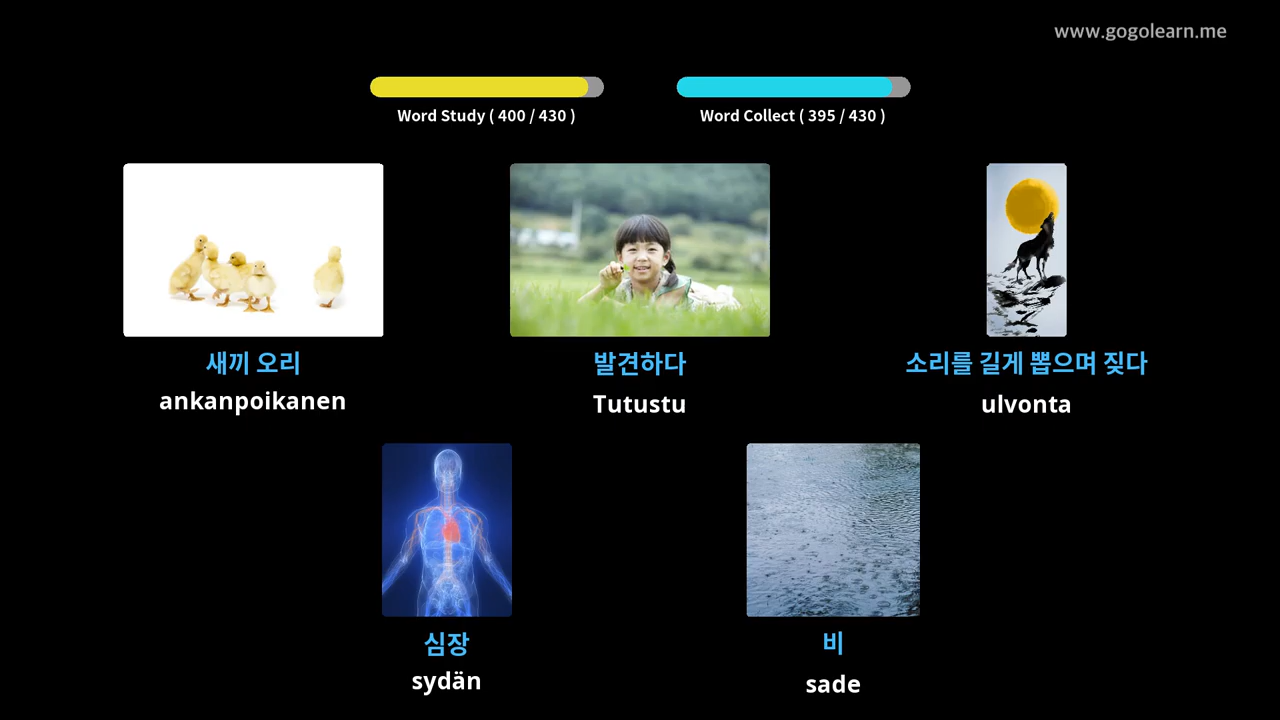 www.gogolearn.me
Word Study ( 400 / 430 )
Word Collect ( 395 / 430 )
새끼 오리
ankanpoikanen
발견하다
Tutustu
소리를 길게 뽑으며 짖다
ulvonta
심장
sydän
비
sade